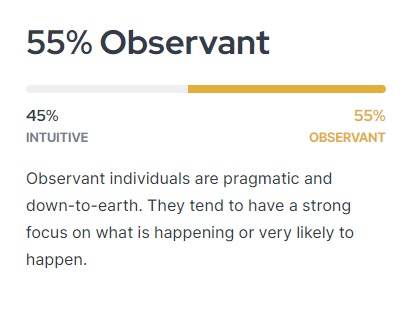 55% Observant
45%
55%
INTUITIVE
OBSERVANT
Observant individuals are pragmatic and
down-to-earth. They tend to have a strong
focus on what is happening or very likely to
happen.